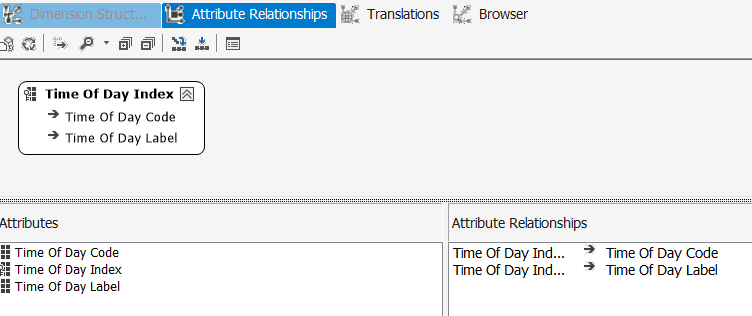 Dimension Struct... Attribute Relationships Translations Browser
Time Of Day Index
Time Of Day Code
Time Of Day Label
Attributes
Time Of Day Code
Time Of Day Index
Time Of Day Label
Attribute Relationships
Time Of Day Ind... Time Of Day Code
Time Of Day Ind... Time Of Day Label